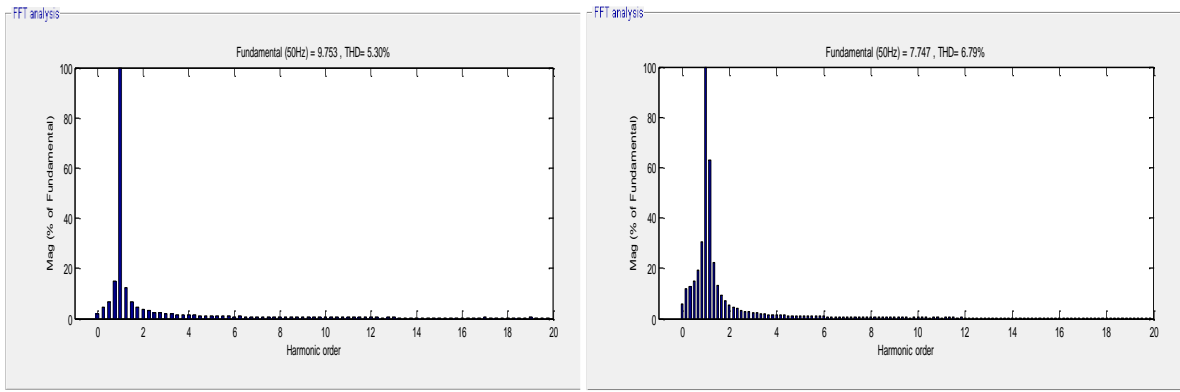 FFT analysis
Fundamental (50Hz) = 9.753 , THD= 5.30%
100
80
60
40
20
0
Mag (% of Fundamental)
0 2 4 6 8 10 12 14 16 18 20
Harmonic order
FFT analysis
Fundamental (50Hz) = 7.747 , THD= 6.79%
100
80
60
40
20
0
Mag (% of Fundamental)
0 2 4 6 8 10 12 14 16 18 20
Harmonic order